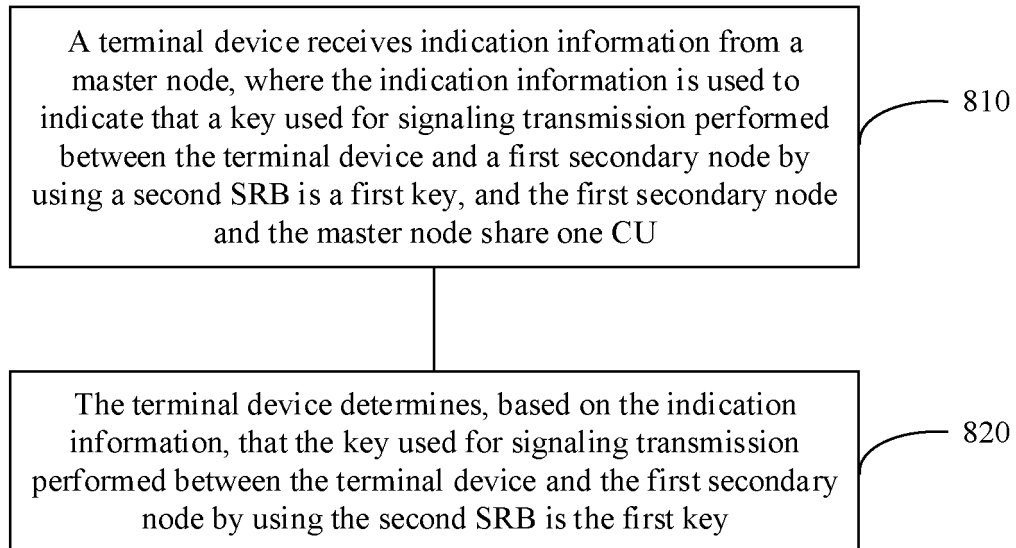 A terminal device receives indication information from a
master node, where the indication information is used to
indicate that a key used for signaling transmission performed
between the terminal device and a first secondary node by
using a second SRB is a first key, and the first secondary node
and the master node share one CU
810
The terminal device determines, based on the indication
information, that the key used for signaling transmission
performed between the terminal device and the first secondary
node by using the second SRB is the first key
820